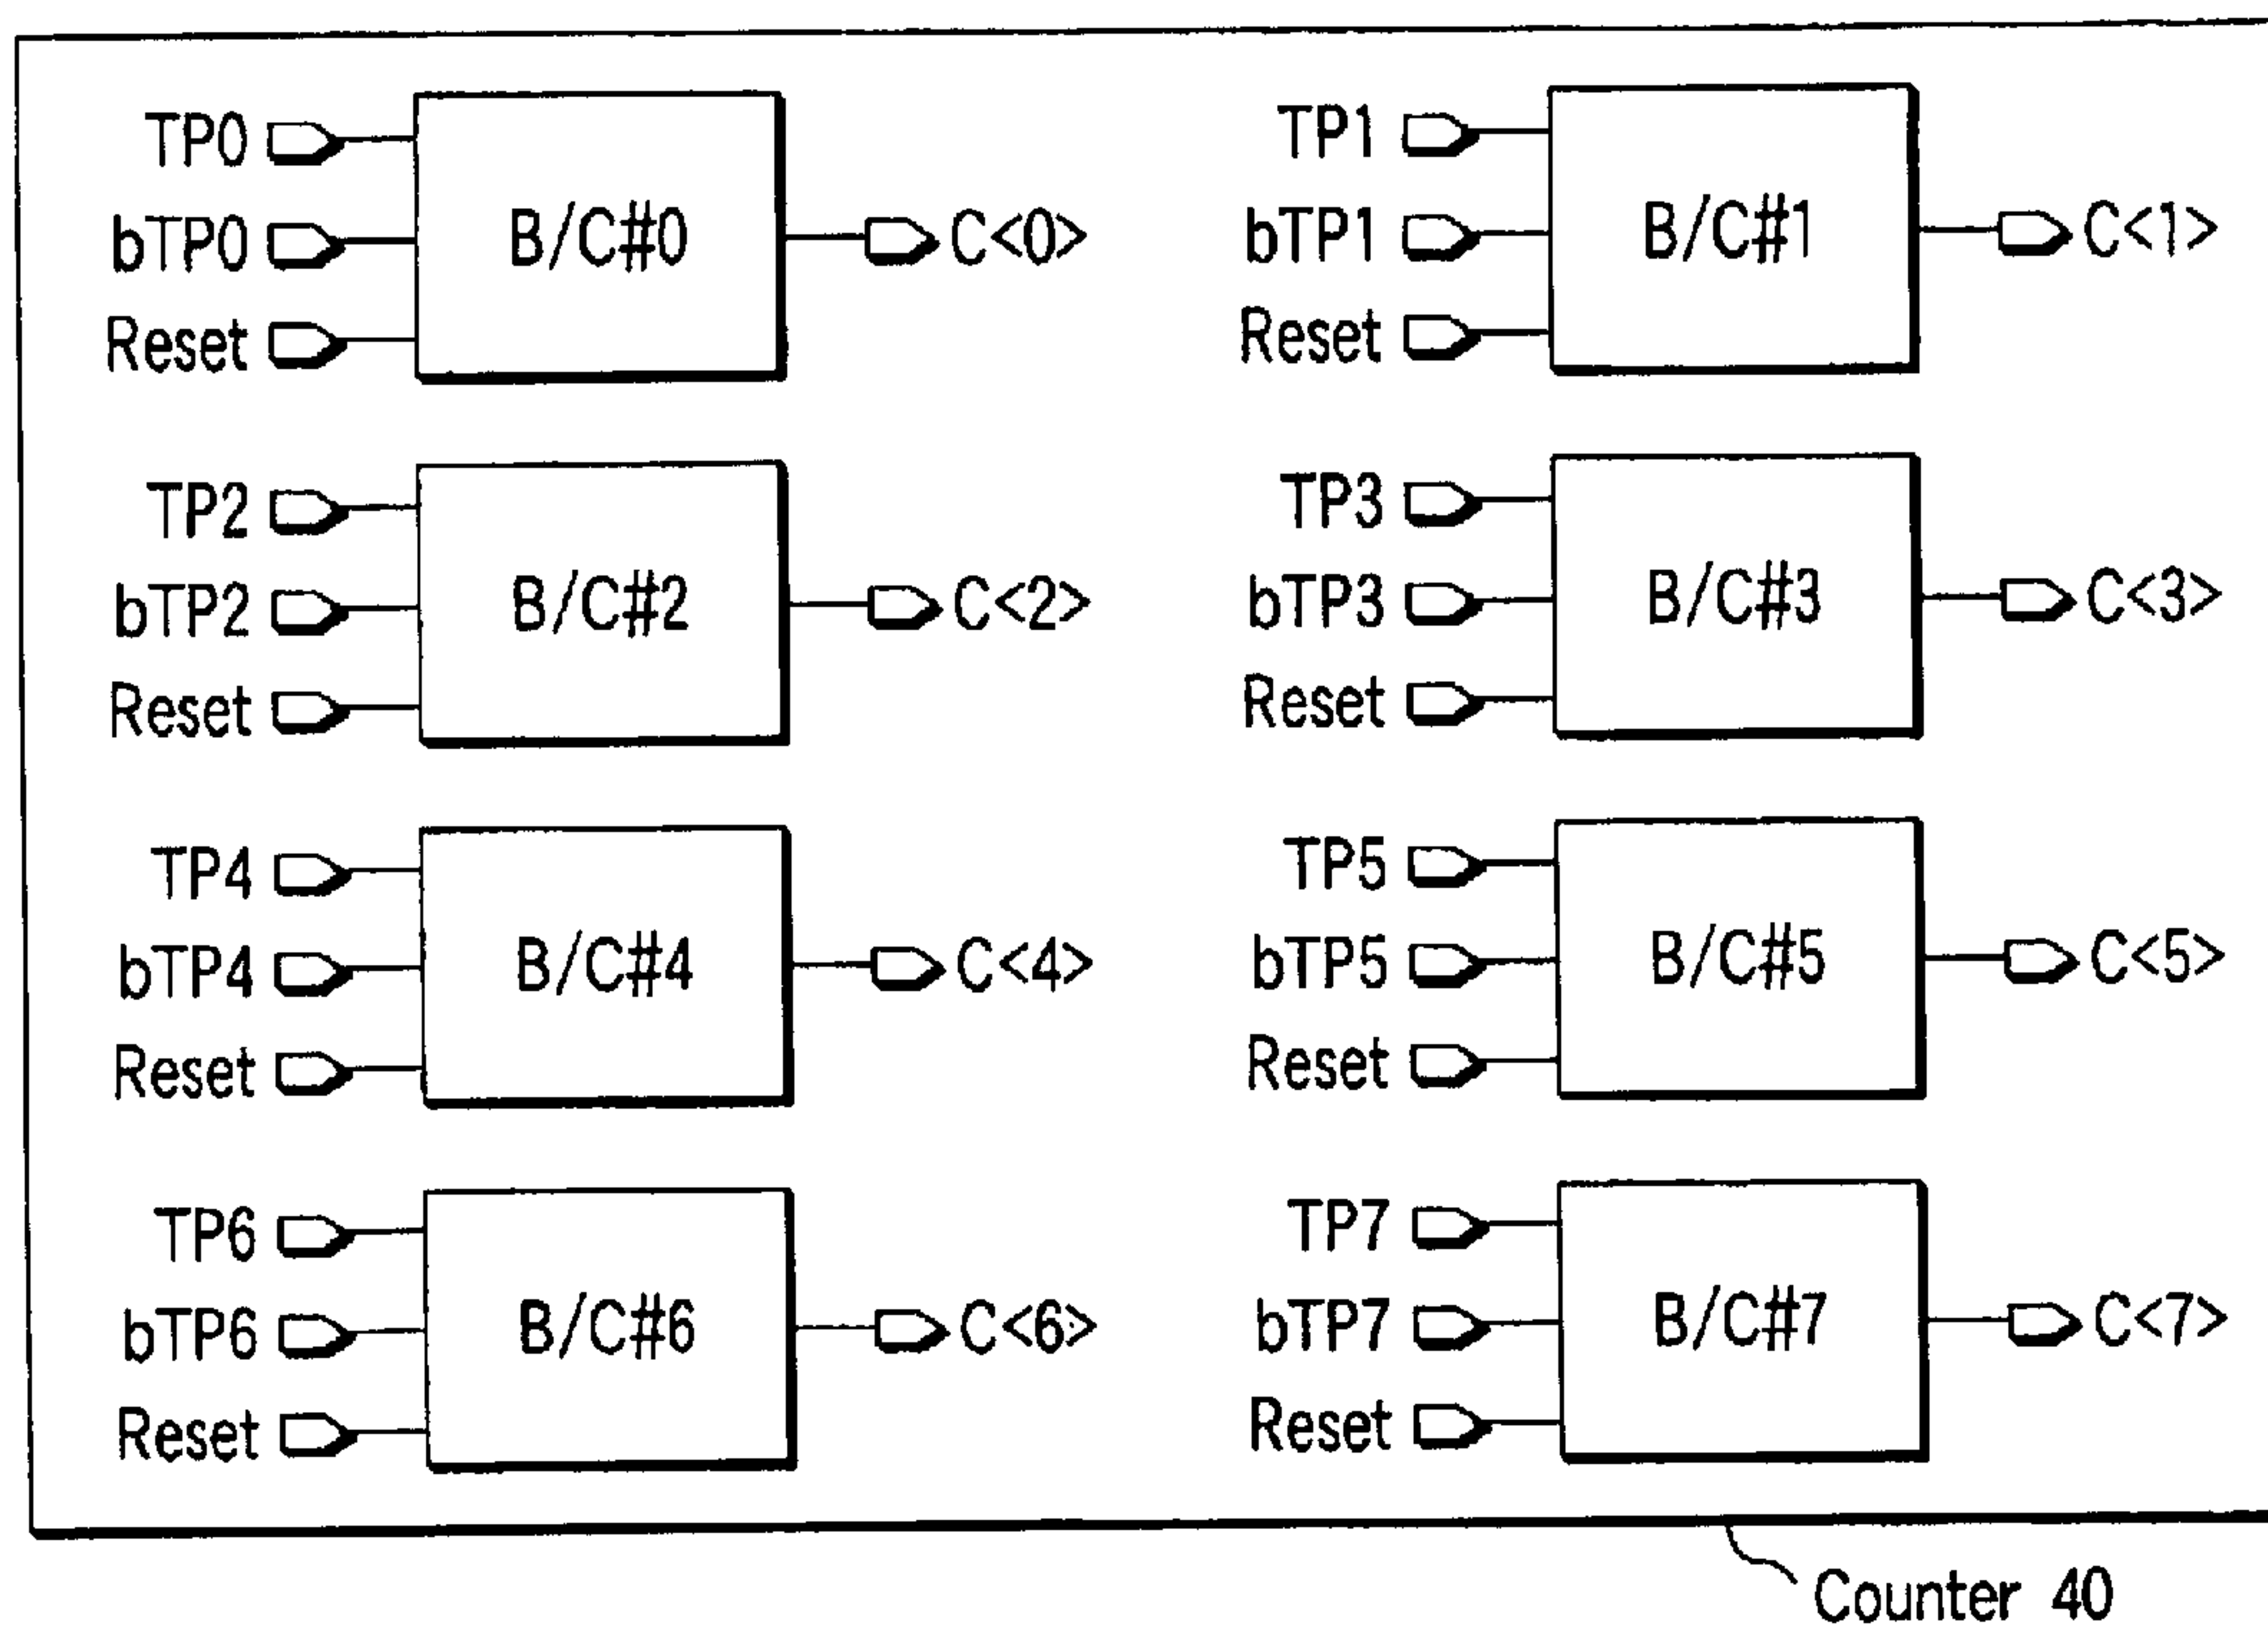 TP0
bTP0
Reset
B/C#0
C<0>
TP1
bTP1
Reset
B/C#1
C<1>
TP2
bTP2
Reset
B/C#2
C<2>
TP3
bTP3
Reset
B/C#3
C<3>
TP4
bTP4
Reset
B/C#4
C<4>
TP5
bTP5
Reset
B/C#5
C<5>
TP6
bTP6
Reset
B/C#6
C<6>
TP7
bTP7
Reset
B/C#7
C<7>
Counter 40